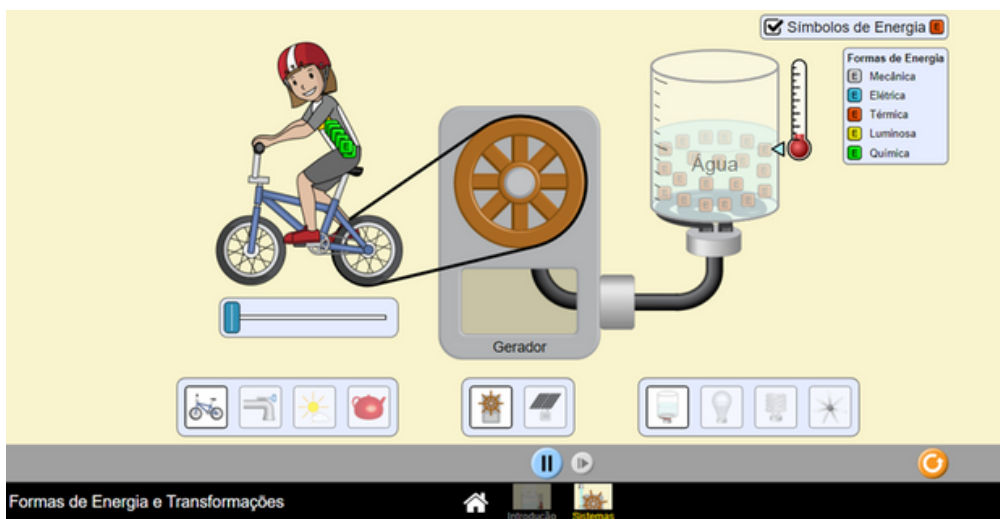 Símbolos de Energia E
Formas de Energia
E Mecânica
E Elétrica
E Térmica
E Luminosa
E Química
Água
Gerador
Formas de Energia e Transformações
Introdução
Sistemas